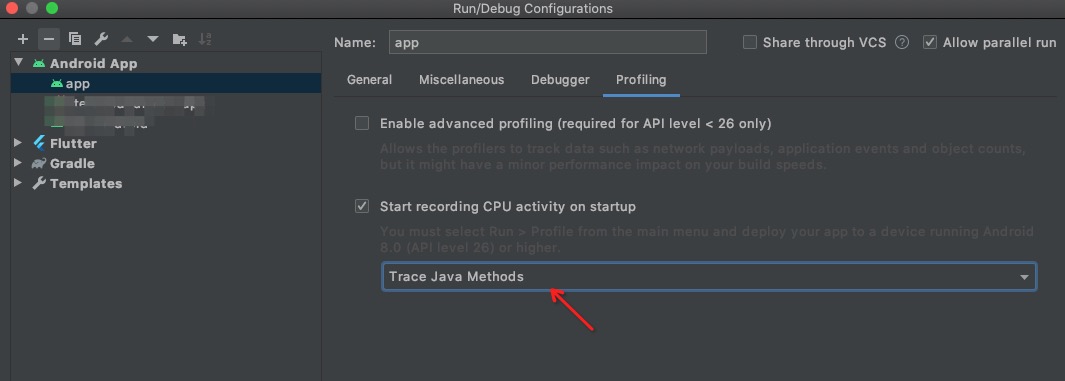 Run/Debug Configurations
Name:
app
Share through VCS
Allow parallel run
Android App
app
Flutter
Gradle
Templates
General
Miscellaneous
Debugger
Profiling
Enable advanced profiling (required for API level < 26 only)
Allows the profilers to track data such as network payloads, application events and object counts,
but it might have a minor performance impact on your build speeds.
Start recording CPU activity on startup
You must select Run > Profile from the main menu and deploy your app to a device running Android
8.0 (API level 26) or higher.
Trace Java Methods